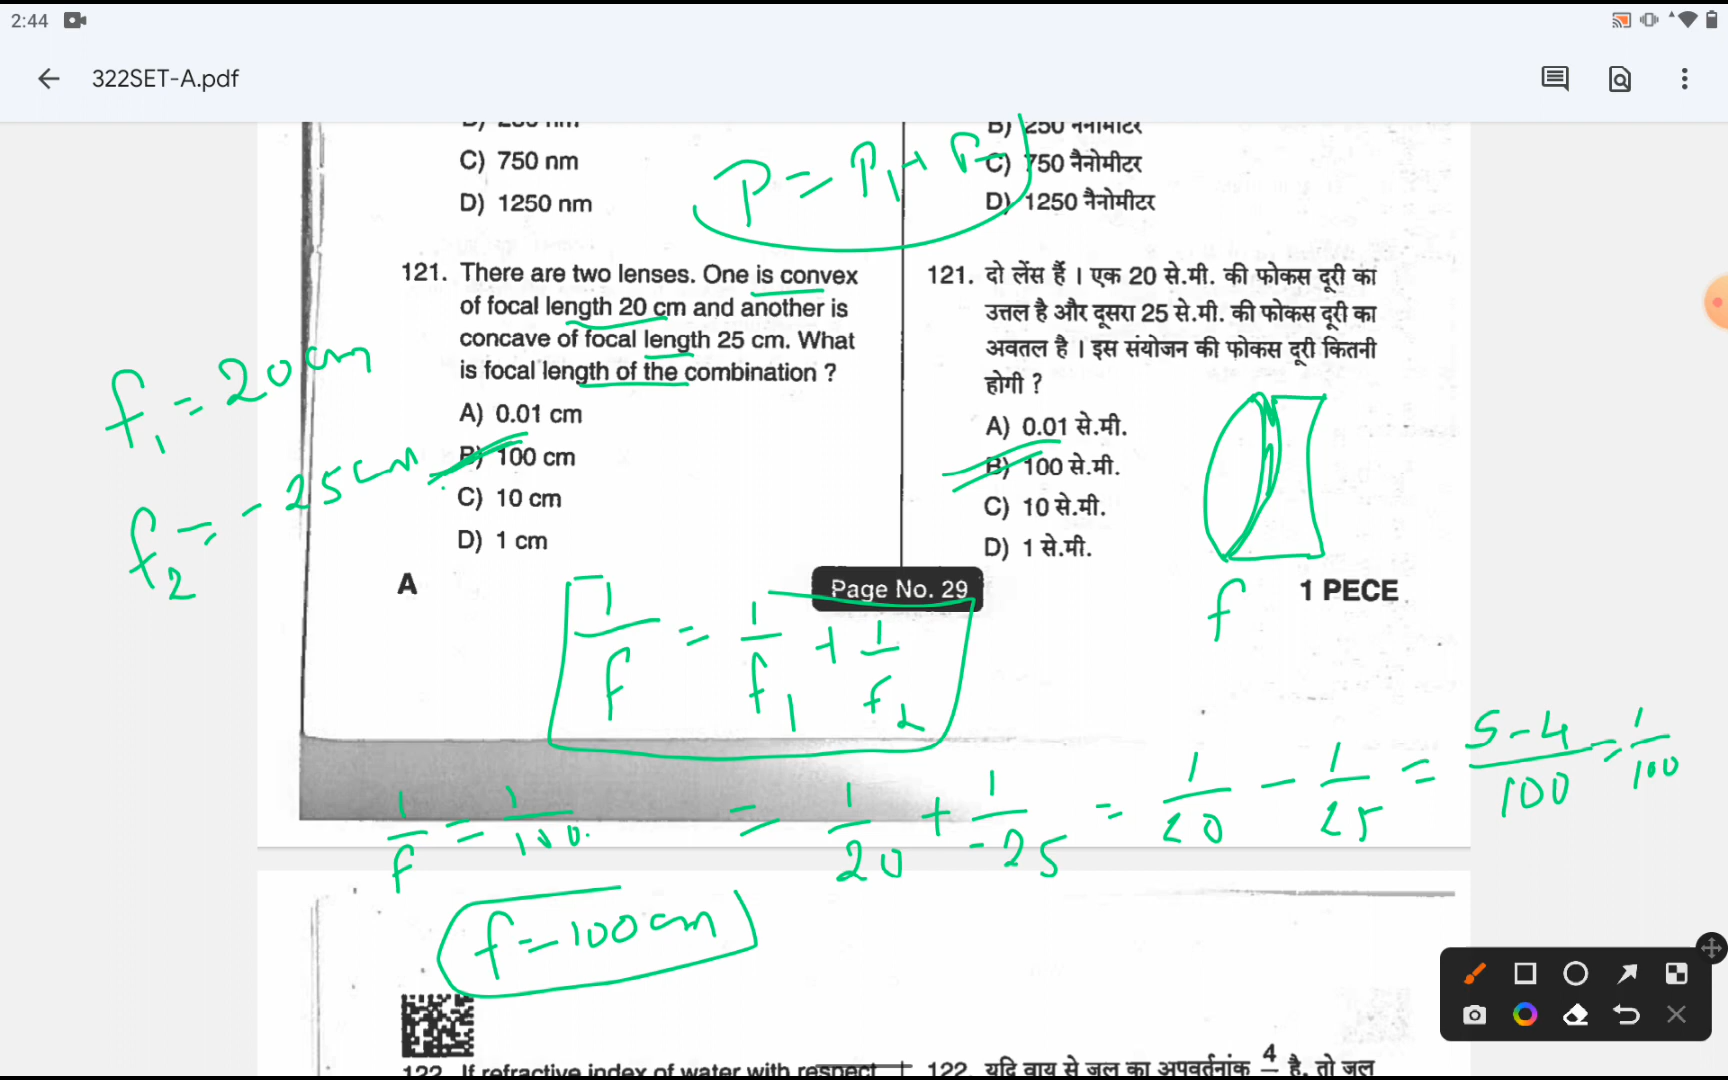 2:44
322SET-A.pdf
C) 750 nm
D) 1250 nm
B) 250 नैनोमीटर
C) 750 नैनोमीटर
D) 1250 नैनोमीटर
P = P1 +
121. There are two lenses. One is convex
of focal length 20 cm and another is
concave of focal length 25 cm. What
is focal length of the combination ?
A) 0.01 cm
B) 100 cm
C) 10 cm
D) 1 cm
121. दो लेंस हैं । एक 20 से.मी. की फोकस दूरी का
उत्तल है और दूसरा 25 से.मी. की फोकस दूरी का
अवतल है । इस संयोजन की फोकस दूरी कितनी
होगी ?
A) 0.01 से.मी.
B) 100 से.मी.
C) 10 से.मी.
D) 1 से.मी.
f1 = 20 cm
f2 = -25 cm
f
A
Page No. 29
1 PECE
1/f = 1/f1 + 1/f2
= 1/20 + 1/-25 = 1/20 - 1/25 = 5-4/100 = 1/100
1/f = 1/100
f = 100 cm
122. If refractive index of water with respect
122. यदि वायु से जल का अपवर्तनांक 4 है, तो जल